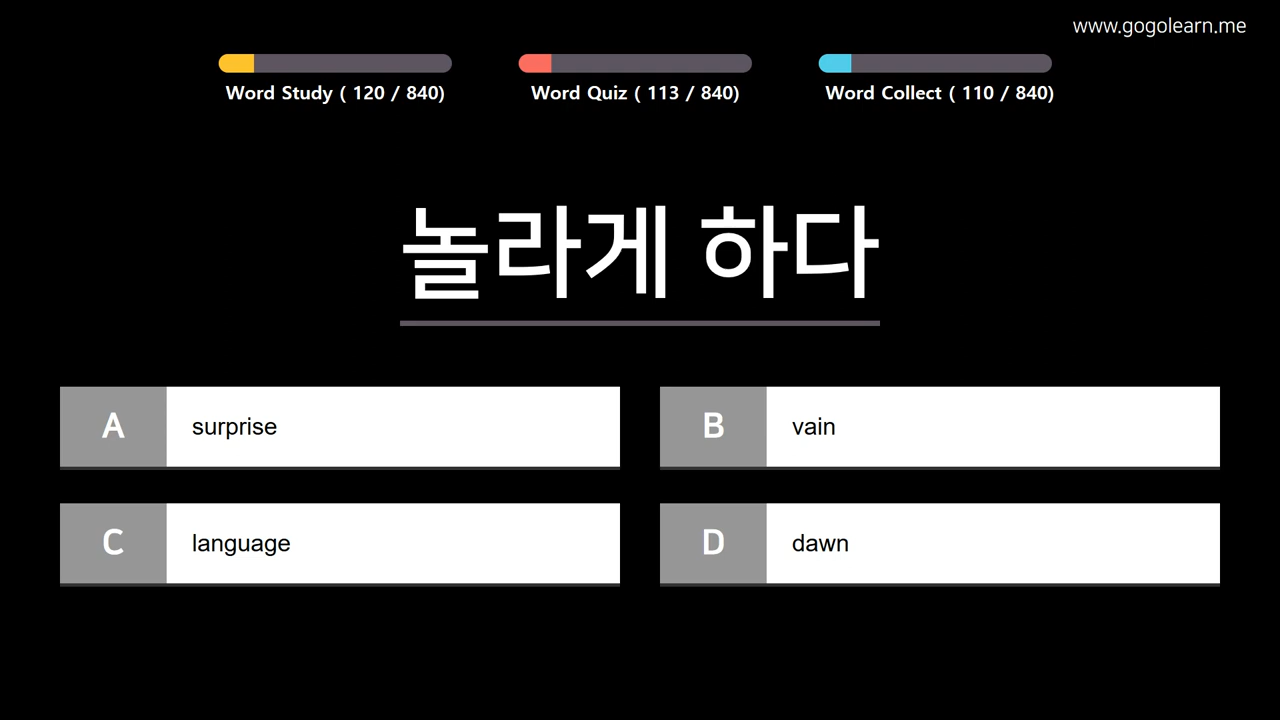 www.gogolearn.me
Word Study ( 120 / 840)
Word Quiz ( 113 / 840)
Word Collect ( 110 / 840)
놀라게 하다
A surprise
B vain
C language
D dawn